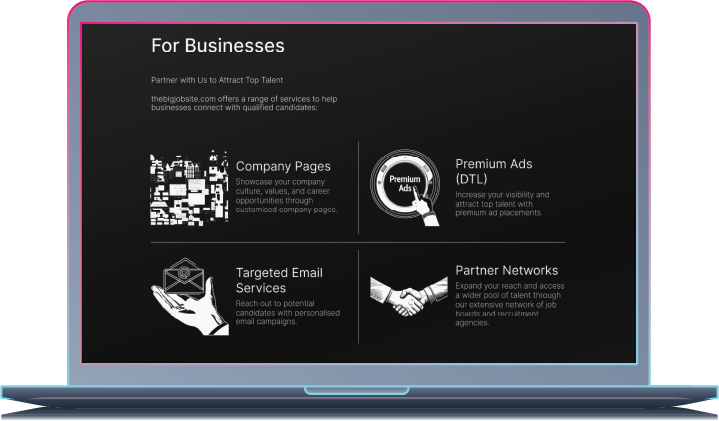 For Businesses
Partner with Us to Attract Top Talent
thebigjobsite.com offers a range of services to help
businesses connect with qualified candidates:
Company Pages
Showcase your company
culture, values, and career
opportunities through
customised company pages.
Premium
Ads
Premium Ads
(DTL)
Increase your visibility and
attract top talent with
premium ad placements.
@
Targeted Email
Services
Reach out to potential
candidates with personalised
email campaigns.
Partner Networks
Expand your reach and access
a wider pool of talent through
our extensive network of job
boards and recruitment
agencies.